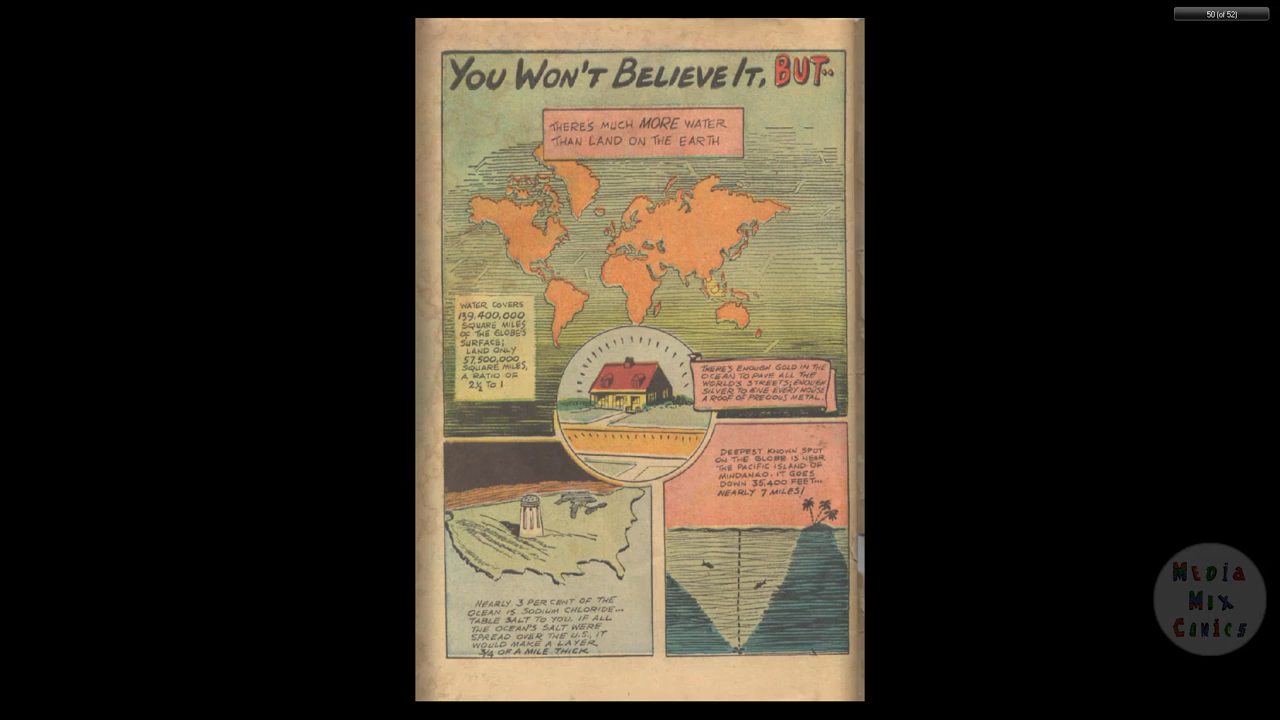 50 (of 52)
YOU WON'T BELIEVE IT, BUT..
THERE'S MUCH MORE WATER
THAN LAND ON THE EARTH
WATER COVERS
139,400,000
SQUARE MILES
OF THE GLOBE'S
SURFACE;
LAND ONLY
57,500,000
SQUARE MILES,
A RATIO OF
2½ TO 1
THERE'S ENOUGH GOLD IN THE
OCEAN TO PAVE ALL THE
WORLD'S STREETS; ENOUGH
SILVER TO GIVE EVERY HOUSE
A ROOF OF PRECIOUS METAL.
DEEPEST KNOWN SPOT
ON THE GLOBE IS NEAR
THE PACIFIC ISLAND OF
MINDANAO. IT GOES
DOWN 35,400 FEET...
NEARLY 7 MILES!
NEARLY 3 PER CENT OF THE
OCEAN IS SODIUM CHLORIDE...
TABLE SALT TO YOU. IF ALL
THE OCEAN'S SALT WERE
SPREAD OVER THE U.S., IT
WOULD MAKE A LAYER
¾ OF A MILE THICK.
Media
Mix
Comics